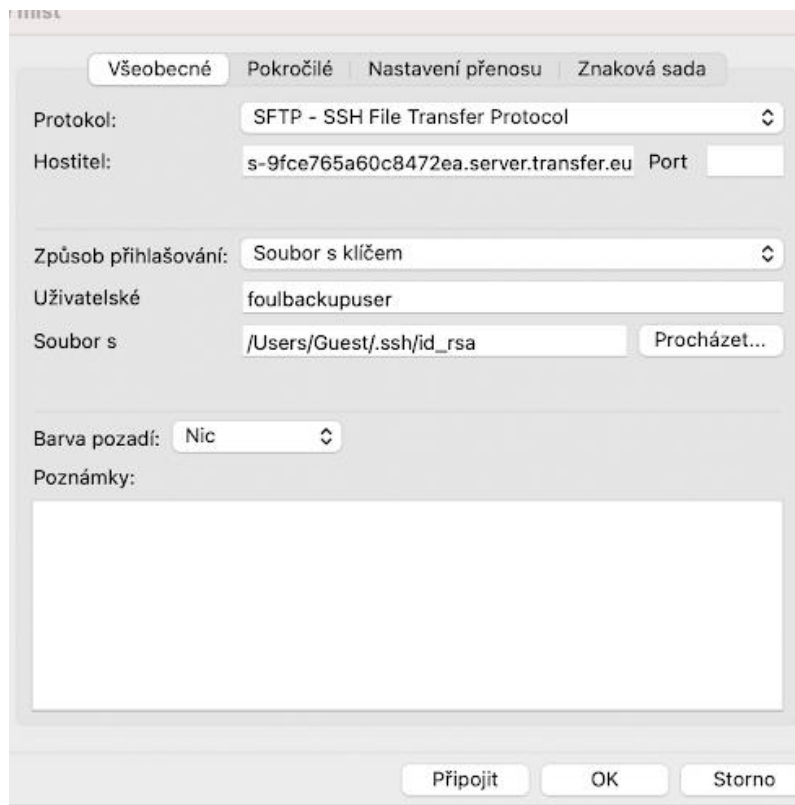 míst
Všeobecné Pokročilé Nastavení přenosu Znaková sada
Protokol: SFTP - SSH File Transfer Protocol
Hostitel: s-9fce765a60c8472ea.server.transfer.eu Port
Způsob přihlašování: Soubor s klíčem
Uživatelské foulbackupuser
Soubor s /Users/Guest/.ssh/id_rsa Procházet...
Barva pozadí: Nic
Poznámky:
Připojit OK Storno